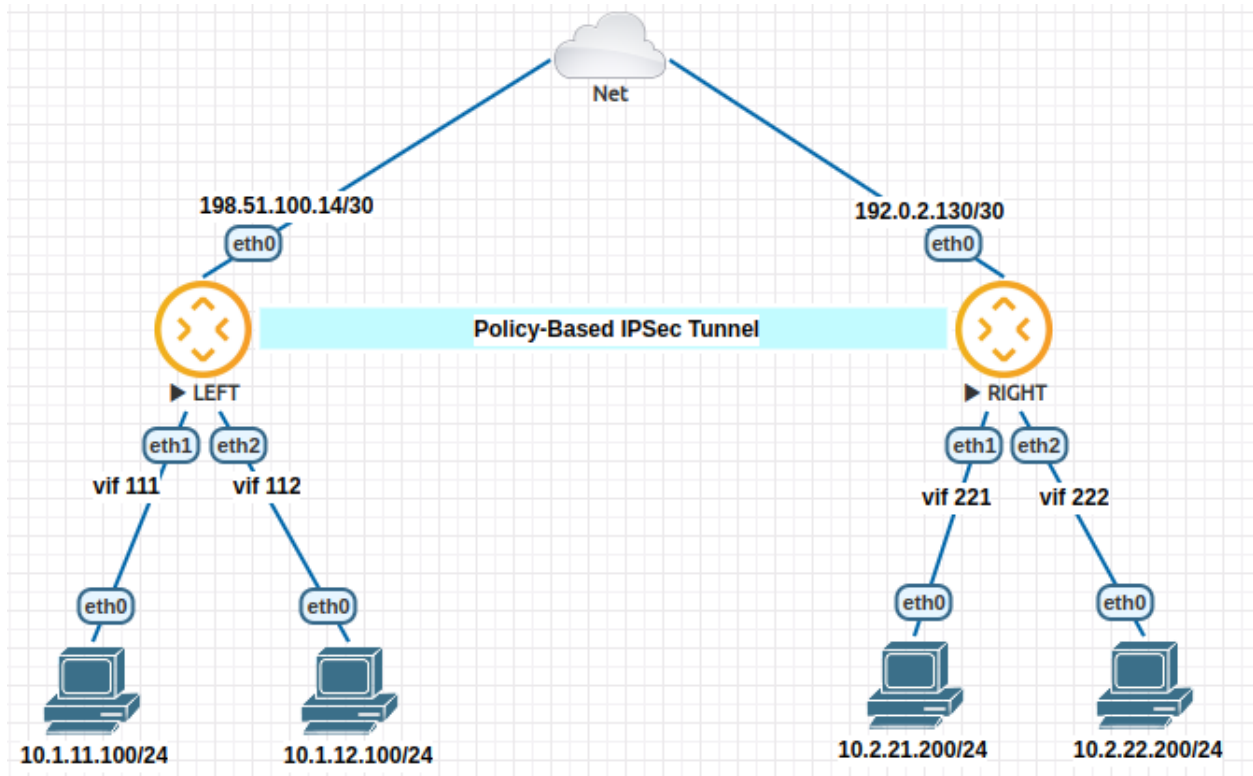 Net
198.51.100.14/30
192.0.2.130/30
eth0
eth0
Policy-Based IPSec Tunnel
LEFT
RIGHT
eth1
eth2
eth1
eth2
vif 111
vif 112
vif 221
vif 222
eth0
eth0
eth0
eth0
10.1.11.100/24
10.1.12.100/24
10.2.21.200/24
10.2.22.200/24